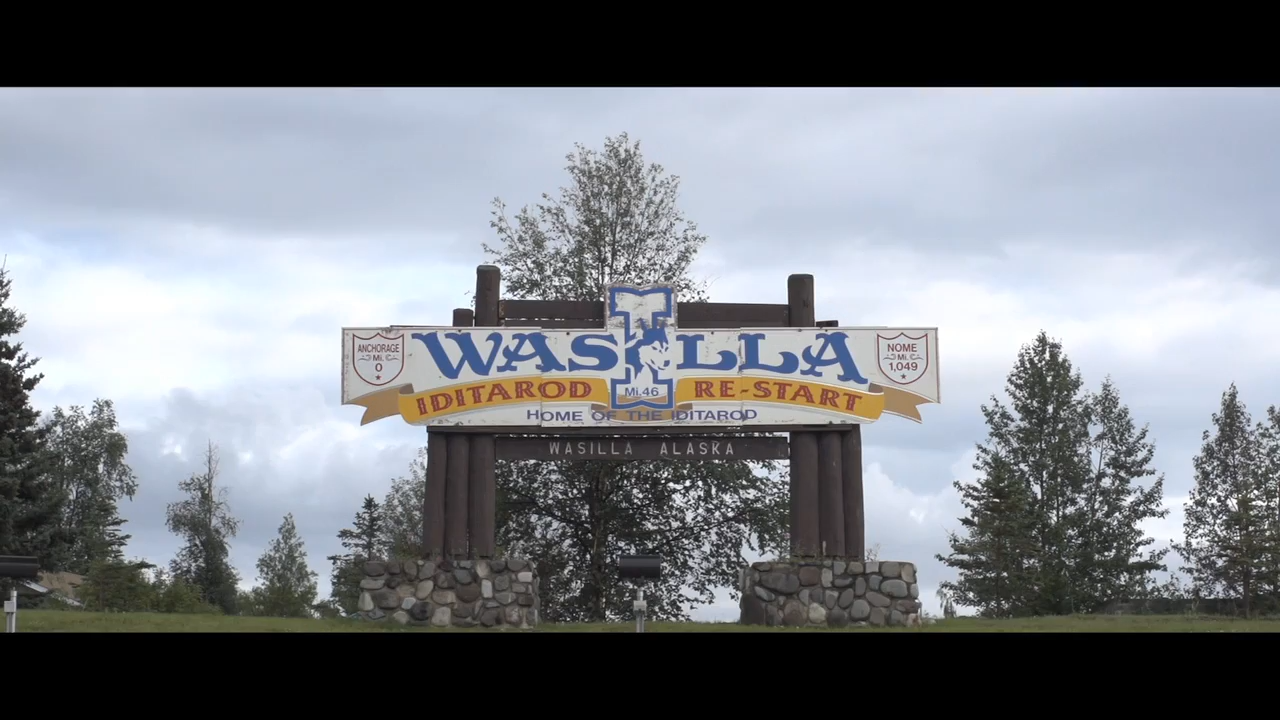 ANCHORAGE
Mi.
0
WASILLA
NOME
Mi.
1,049
IDITAROD Mi.46 RE-START
HOME OF THE IDITAROD
WASILLA ALASKA